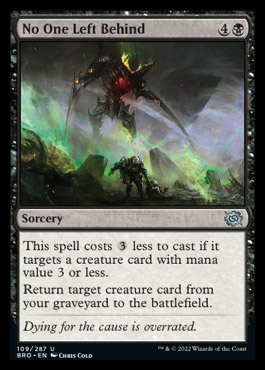 No One Left Behind 4
Sorcery
This spell costs 3 less to cast if it
targets a creature card with mana
value 3 or less.
Return target creature card from
your graveyard to the battlefield.
Dying for the cause is overrated.
109/287 U
BRO • EN Chris Cold
™ & © 2022 Wizards of the Coast